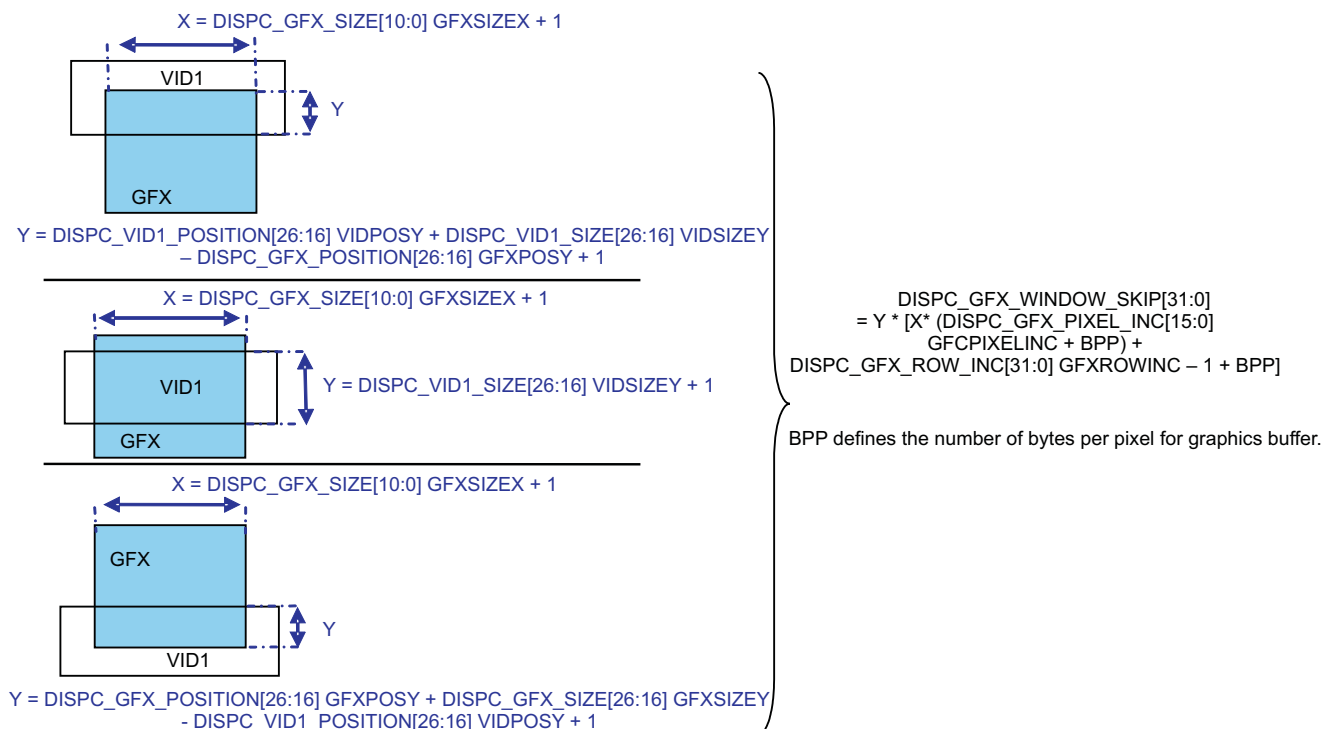 X = DISPC_GFX_SIZE[10:0] GFXSIZEX + 1
VID1
Y
GFX
Y = DISPC_VID1_POSITION[26:16] VIDPOSY + DISPC_VID1_SIZE[26:16] VIDSIZEY
– DISPC_GFX_POSITION[26:16] GFXPOSY + 1
X = DISPC_GFX_SIZE[10:0] GFXSIZEX + 1
VID1
Y = DISPC_VID1_SIZE[26:16] VIDSIZEY + 1
GFX
X = DISPC_GFX_SIZE[10:0] GFXSIZEX + 1
GFX
Y
VID1
Y = DISPC_GFX_POSITION[26:16] GFXPOSY + DISPC_GFX_SIZE[26:16] GFXSIZEY
- DISPC_VID1_POSITION[26:16] VIDPOSY + 1
DISPC_GFX_WINDOW_SKIP[31:0]
= Y * [X* (DISPC_GFX_PIXEL_INC[15:0]
GFCPIXELINC + BPP) +
DISPC_GFX_ROW_INC[31:0] GFXROWINC – 1 + BPP]
BPP defines the number of bytes per pixel for graphics buffer.